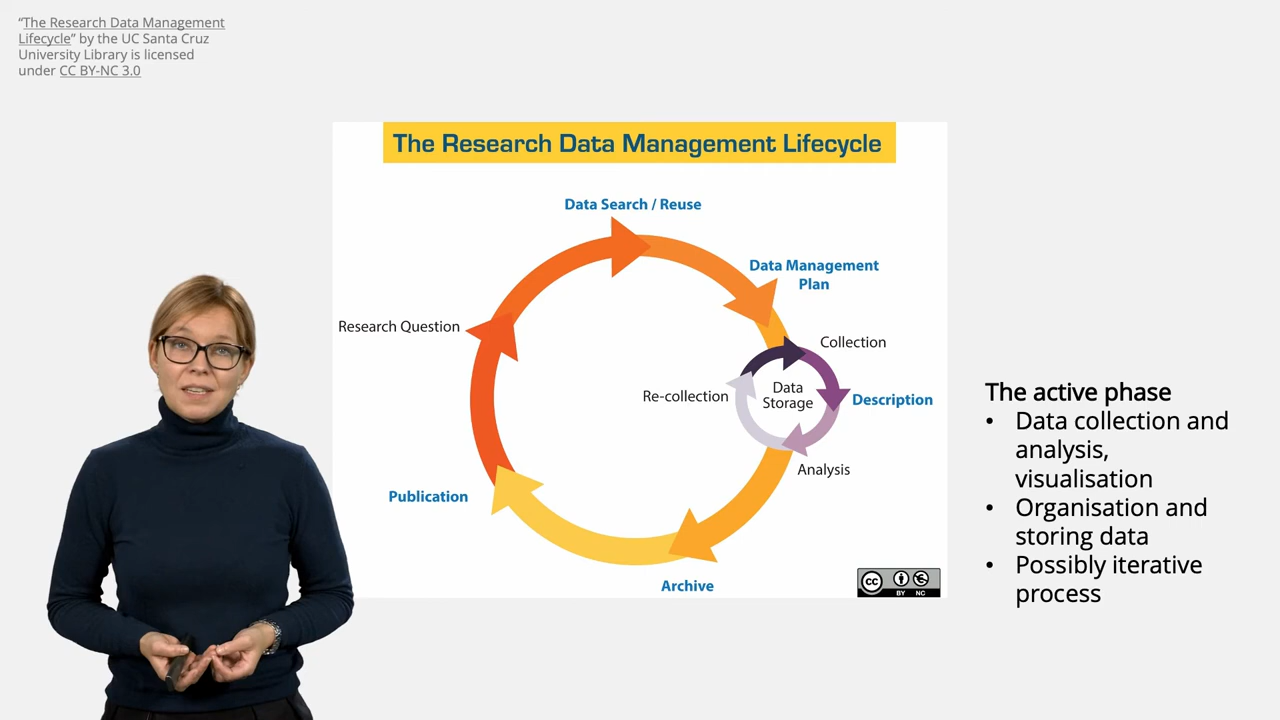 “The Research Data Management
Lifecycle” by the UC Santa Cruz
University Library is licensed
under CC BY-NC 3.0
The Research Data Management Lifecycle
Data Search / Reuse
Data Management
Plan
Research Question
Collection
Data
Storage
Re-collection
Description
Analysis
Publication
Archive
cc
BY NC
The active phase
• Data collection and
analysis,
visualisation
• Organisation and
storing data
• Possibly iterative
process